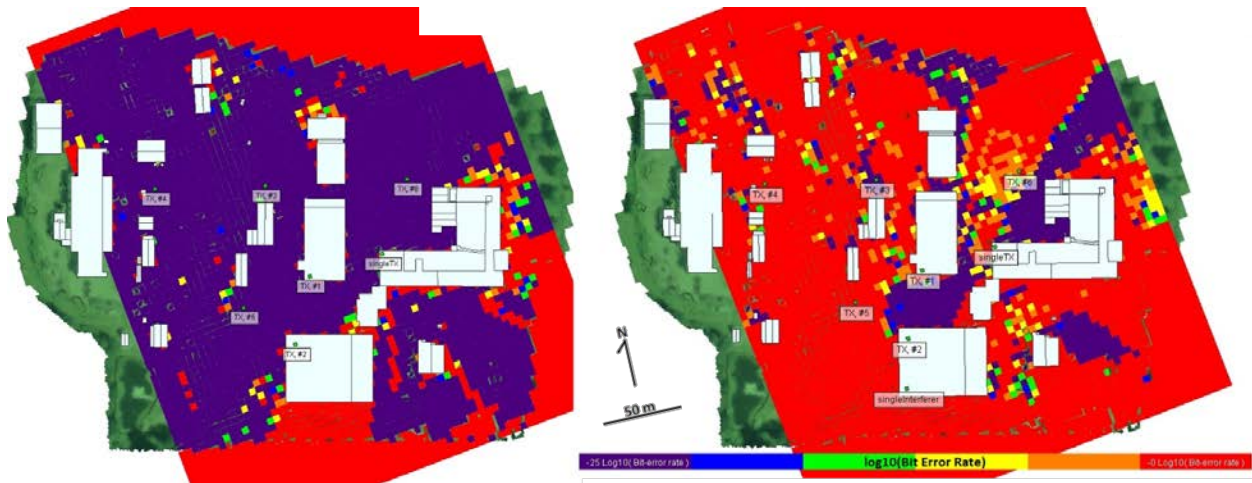 TX, #6
TX, #4
TX, #3
singleTX
TX, #1
TX, #5
TX, #2
TX, #6
TX, #3
TX, #4
singleTX
TX, #1
TX, #5
TX, #2
singleInterferer
N
50 m
-25 Log10( Bit-error rate )
log10(Bit Error Rate)
-0 Log10( Bit-error rate )